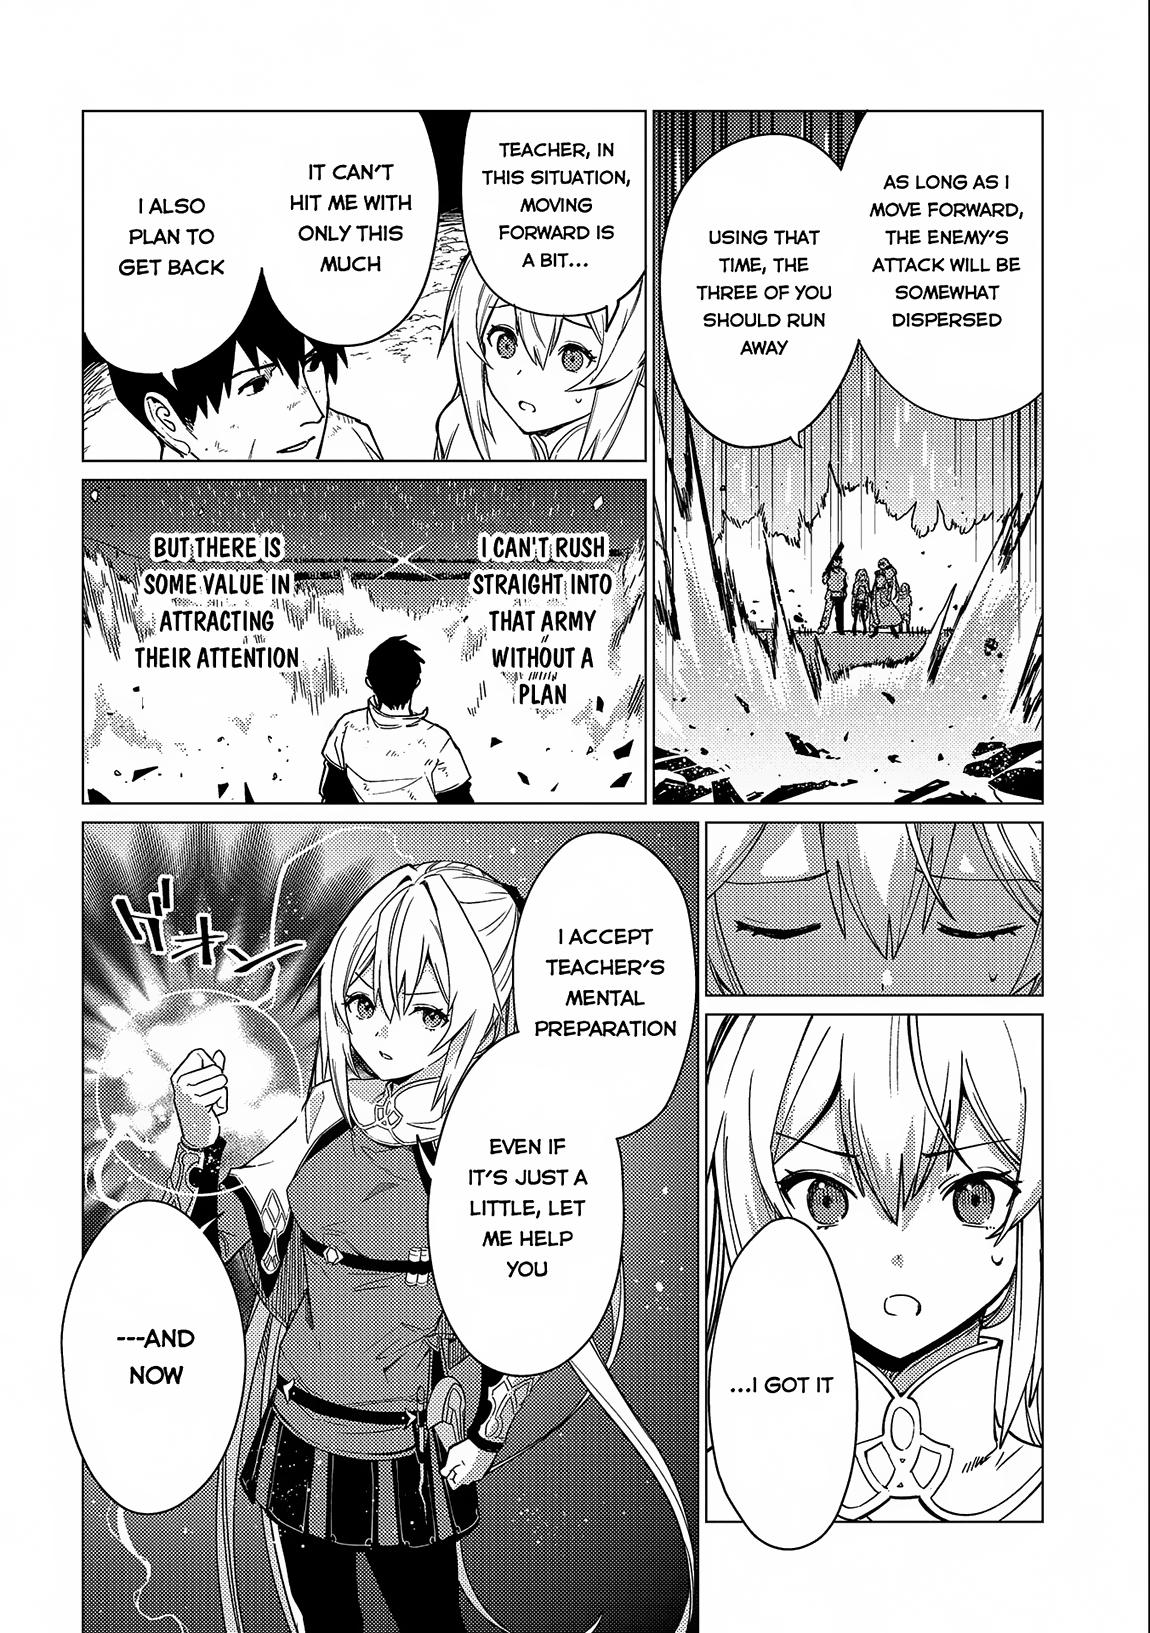 AS LONG AS I
MOVE FORWARD,
THE ENEMY'S
ATTACK WILL BE
SOMEWHAT
DISPERSED
USING THAT
TIME, THE
THREE OF YOU
SHOULD RUN
AWAY
TEACHER, IN
THIS SITUATION,
MOVING
FORWARD IS
A BIT...
IT CAN'T
HIT ME WITH
ONLY THIS
MUCH
I ALSO
PLAN TO
GET BACK
I CAN'T RUSH
STRAIGHT INTO
THAT ARMY
WITHOUT A
PLAN
BUT THERE IS
SOME VALUE IN
ATTRACTING
THEIR ATTENTION
...I GOT IT
I ACCEPT
TEACHER'S
MENTAL
PREPARATION
EVEN IF
IT'S JUST A
LITTLE, LET
ME HELP
YOU
---AND
NOW
グオン